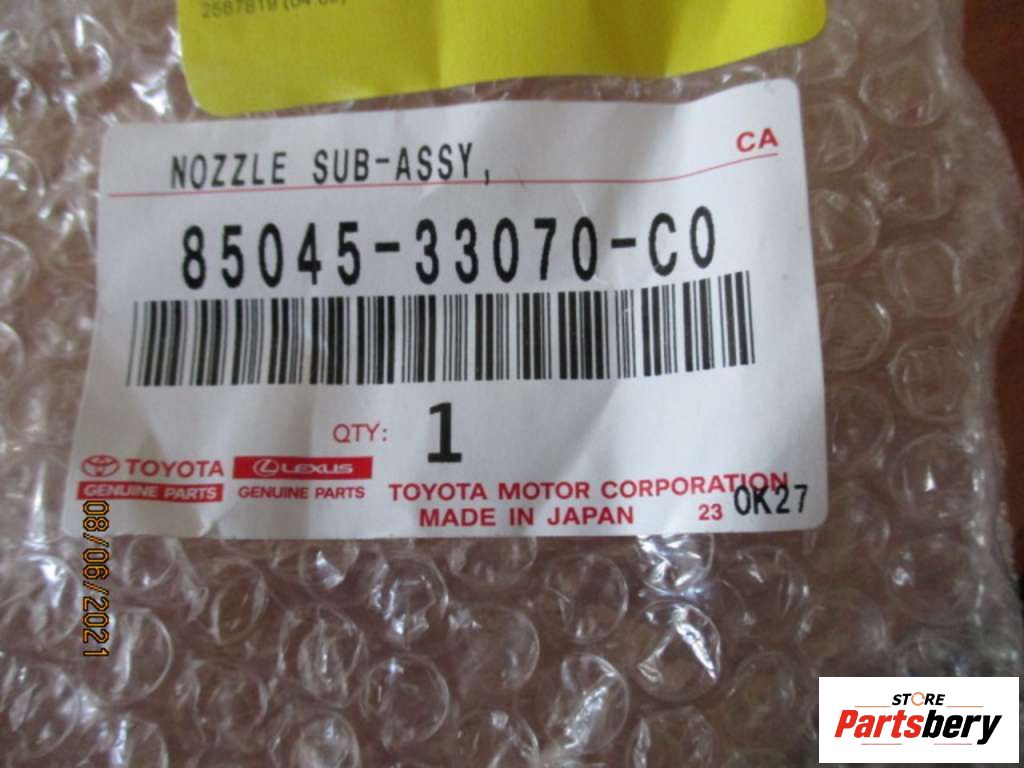 NOZZLE SUB-ASSY,
CA
85045-33070-C0
QTY: 1
TOYOTA
GENUINE PARTS
LEXUS
GENUINE PARTS
TOYOTA MOTOR CORPORATION
MADE IN JAPAN
23 OK27
08/06/2021
STORE
Partsbery